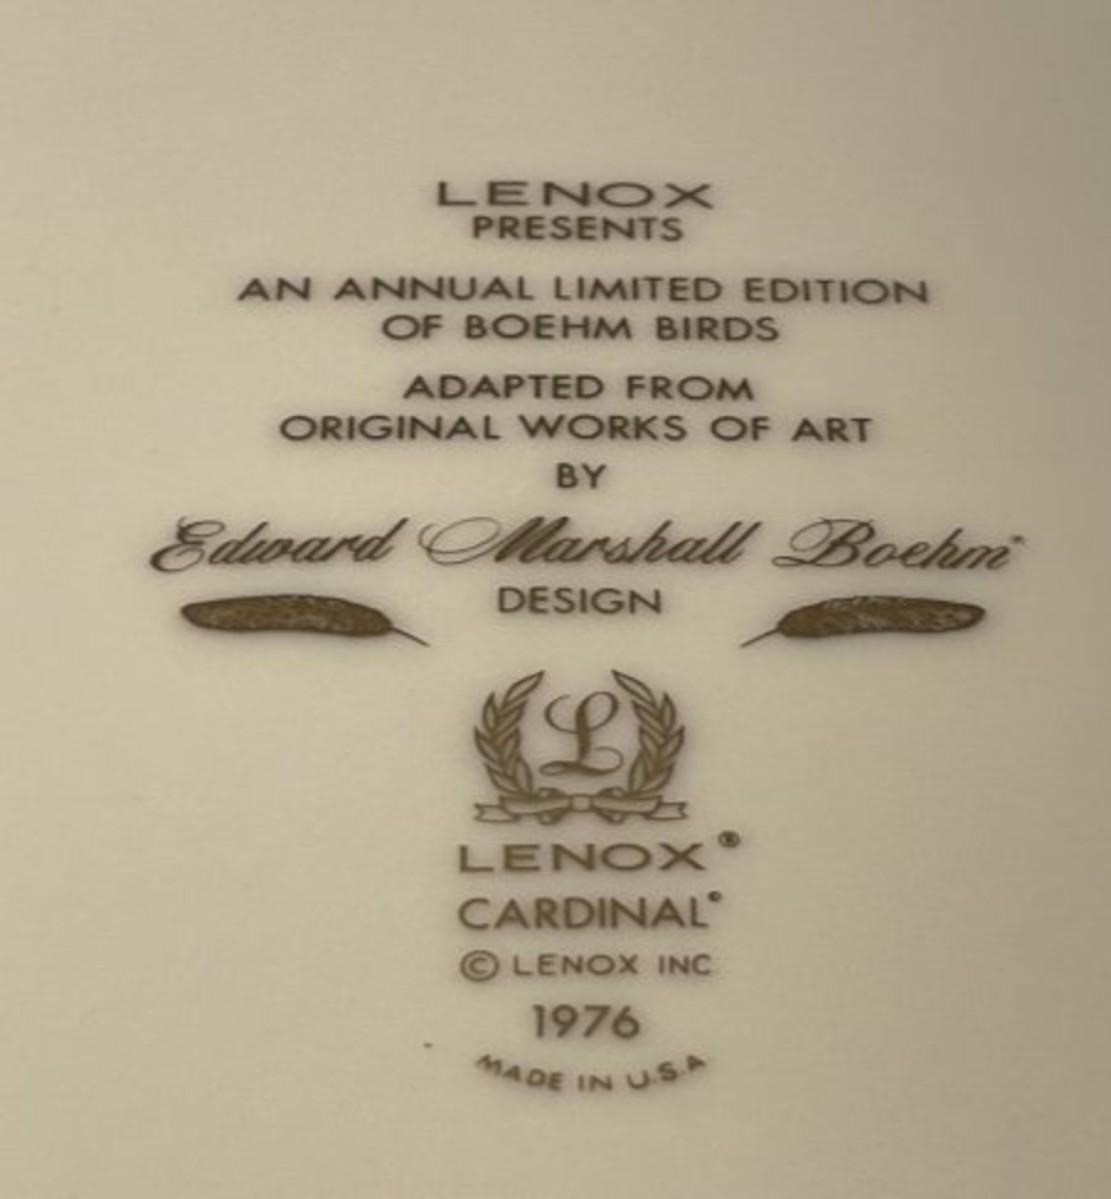 LENOX
PRESENTS
AN ANNUAL LIMITED EDITION
OF BOEHM BIRDS
ADAPTED FROM
ORIGINAL WORKS OF ART
BY
Edward Marshall Boehm
DESIGN
L
LENOX®
CARDINAL®
© LENOX INC
1976
MADE IN U.S.A